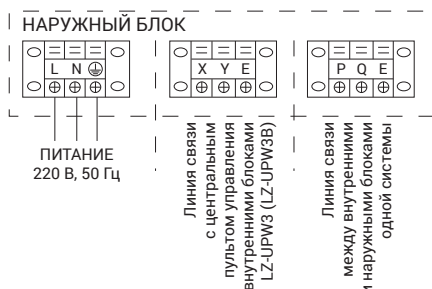 НАРУЖНЫЙ БЛОК
L N
X Y E
P Q E
ПИТАНИЕ
220 В, 50 Гц
Линия связи
с центральным
пультом управления
внутренними блоками
LZ-UPW3 (LZ-UPW3B)
Линия связи
между внутренними
и наружными блоками
одной системы